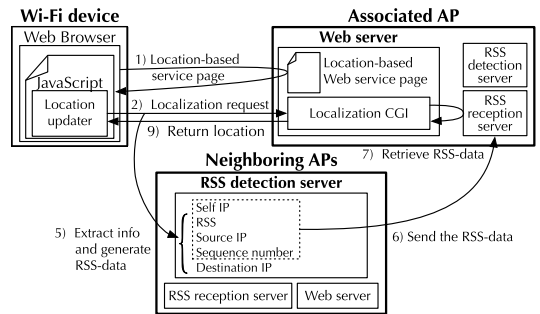 Wi-Fi device
Associated AP
Web Browser
Web server
JavaScript
Location
updater
1) Location-based
service page
Location-based
Web service page
RSS
detection
server
2) Localization request
Localization CGI
RSS
reception
server
9) Return location
7) Retrieve RSS-data
Neighboring APs
RSS detection server
Self IP
RSS
Source IP
Sequence number
Destination IP
5) Extract info
and generate
RSS-data
6) Send the RSS-data
RSS reception server
Web server